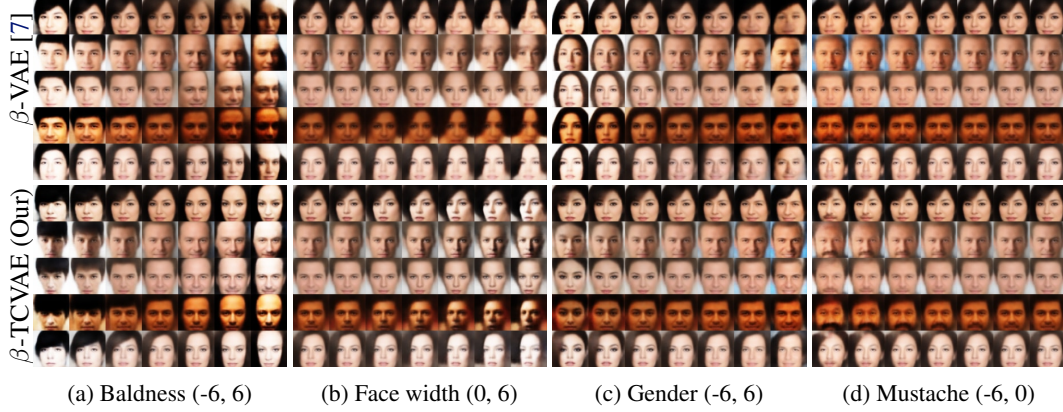 β-VAE [7]
β-TCVAE (Our)
(a) Baldness (-6, 6)
(b) Face width (0, 6)
(c) Gender (-6, 6)
(d) Mustache (-6, 0)